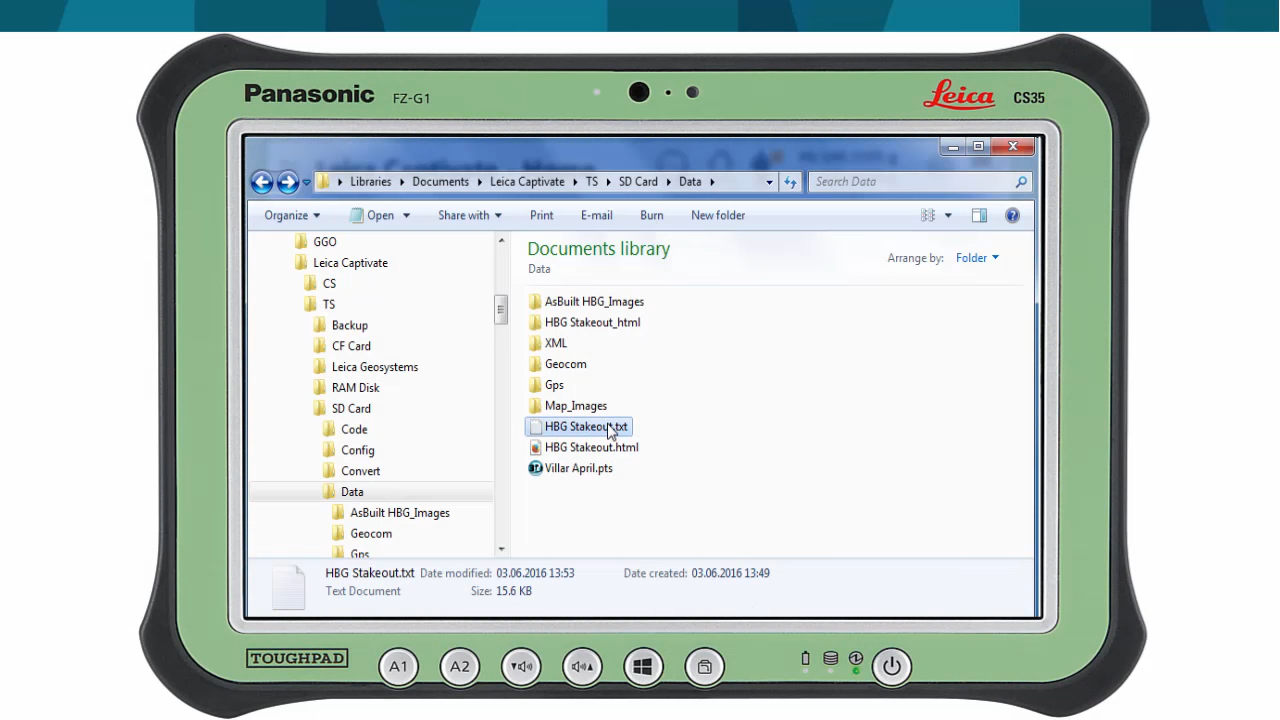 Panasonic FZ-G1
Leica CS35
Leica Captivate - Home
Libraries Documents Leica Captivate TS SD Card Data
Search Data
Organize Open Share with Print E-mail Burn New folder
GGO
Leica Captivate
CS
TS
Backup
CF Card
Leica Geosystems
RAM Disk
SD Card
Code
Config
Convert
Data
AsBuilt HBG_Images
Geocom
Gps
Documents library
Data
Arrange by: Folder
AsBuilt HBG_Images
HBG Stakeout_html
XML
Geocom
Gps
Map_Images
HBG Stakeout.txt
HBG Stakeout.html
Villar April.pts
HBG Stakeout.txt Date modified: 03.06.2016 13:53 Date created: 03.06.2016 13:49
Text Document Size: 15.6 KB
TOUGHPAD A1 A2